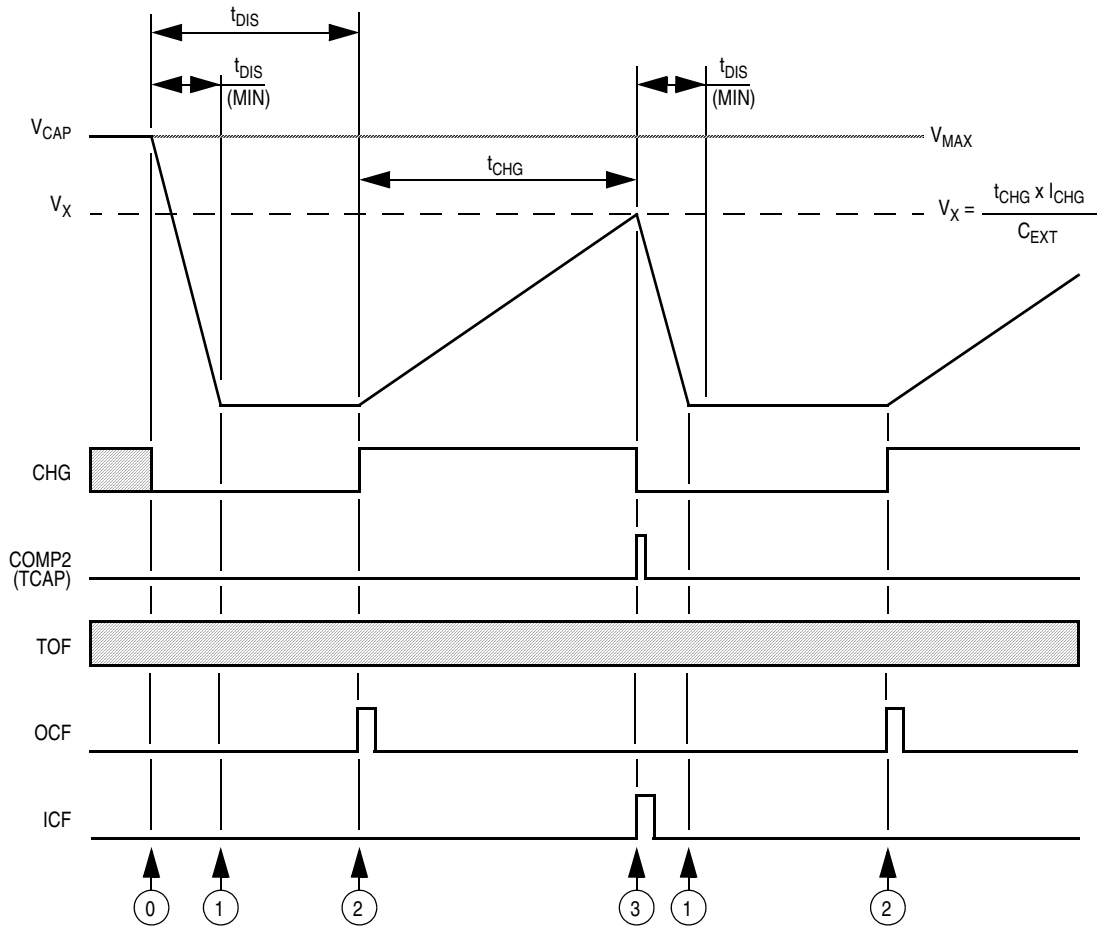 tDIS
tDIS
(MIN)
tDIS
(MIN)
VCAP
VMAX
tCHG
VX
VX = tCHG x ICHG
CEXT
CHG
COMP2
(TCAP)
TOF
OCF
ICF
0 1 2 3 1 2